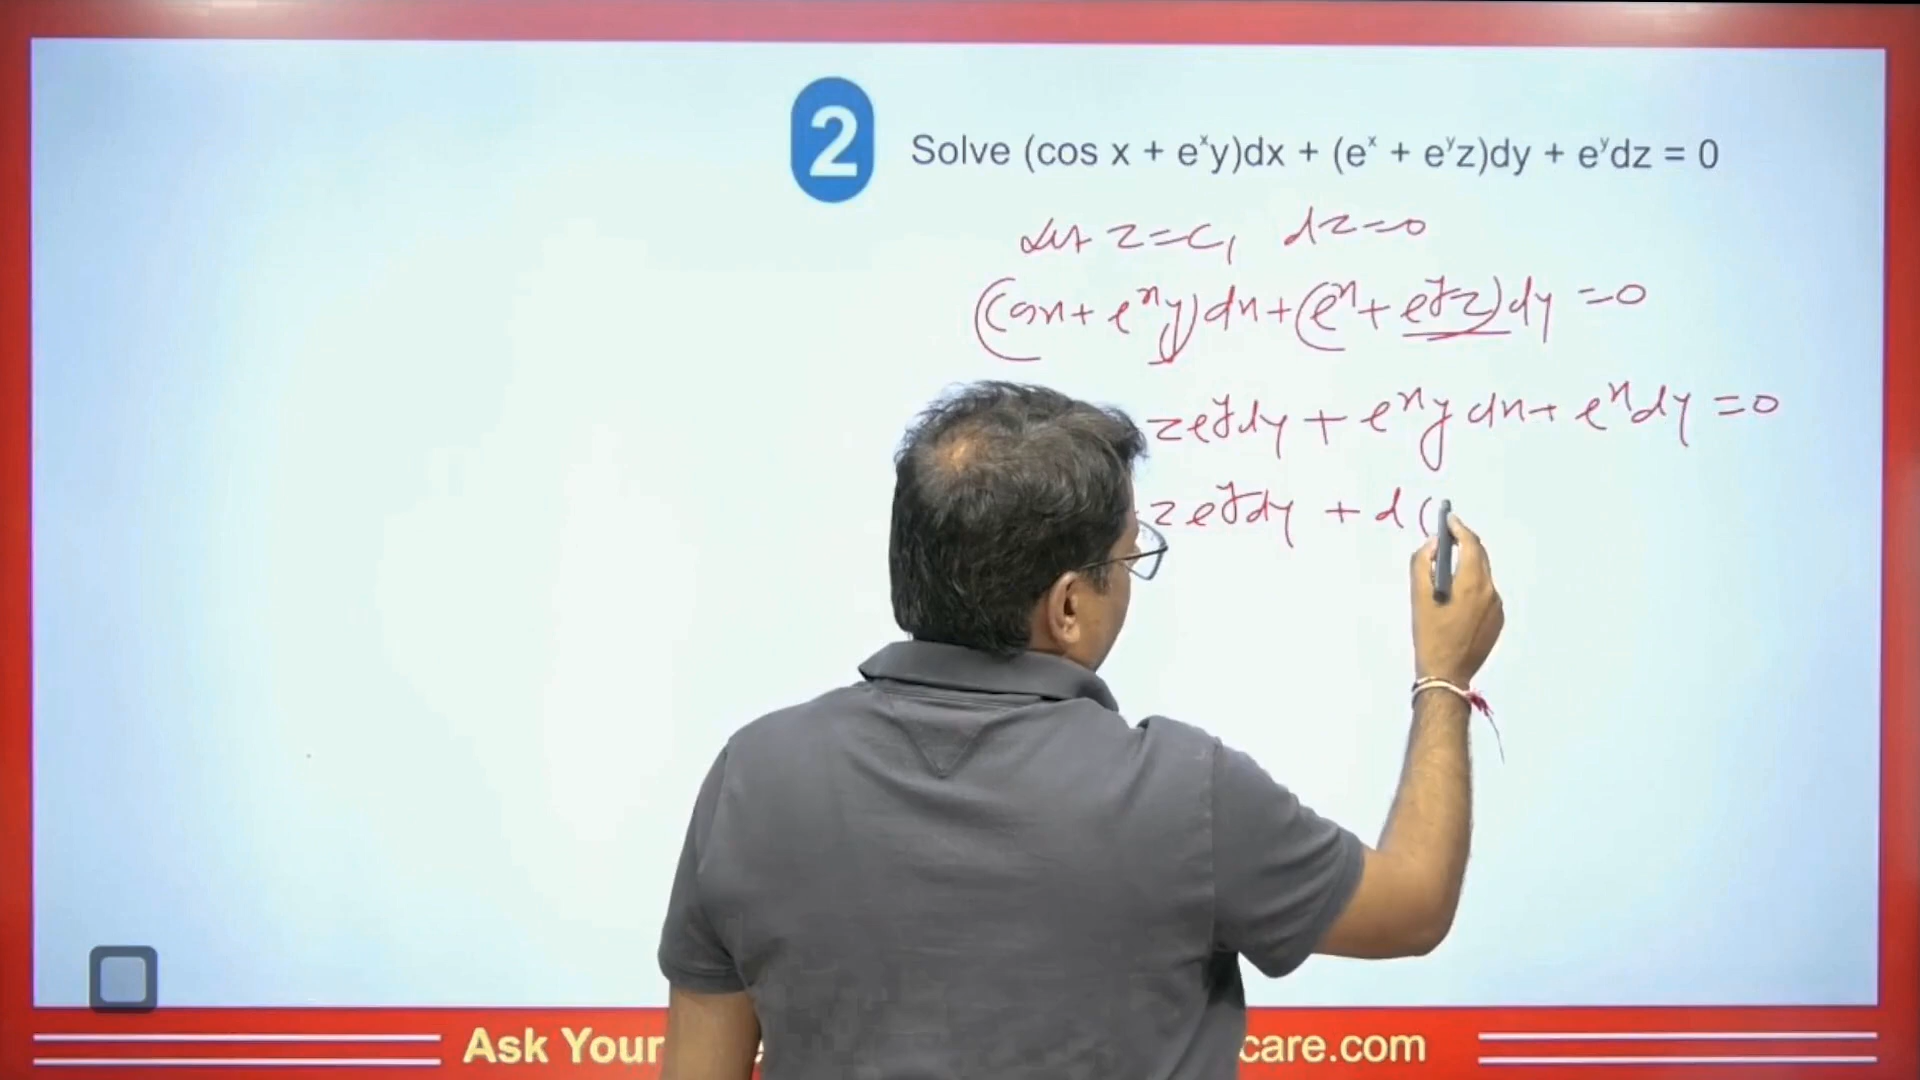 2
Solve (cos x + eˣy)dx + (eˣ + eʸz)dy + eʸdz = 0
Let z=c, dz=0
(cosx + eˣy)dx + (eˣ + eʸz)dy =0
zeʸdy + eˣy dx + eˣdy =0
zeʸdy + d(
Ask Your
care.com